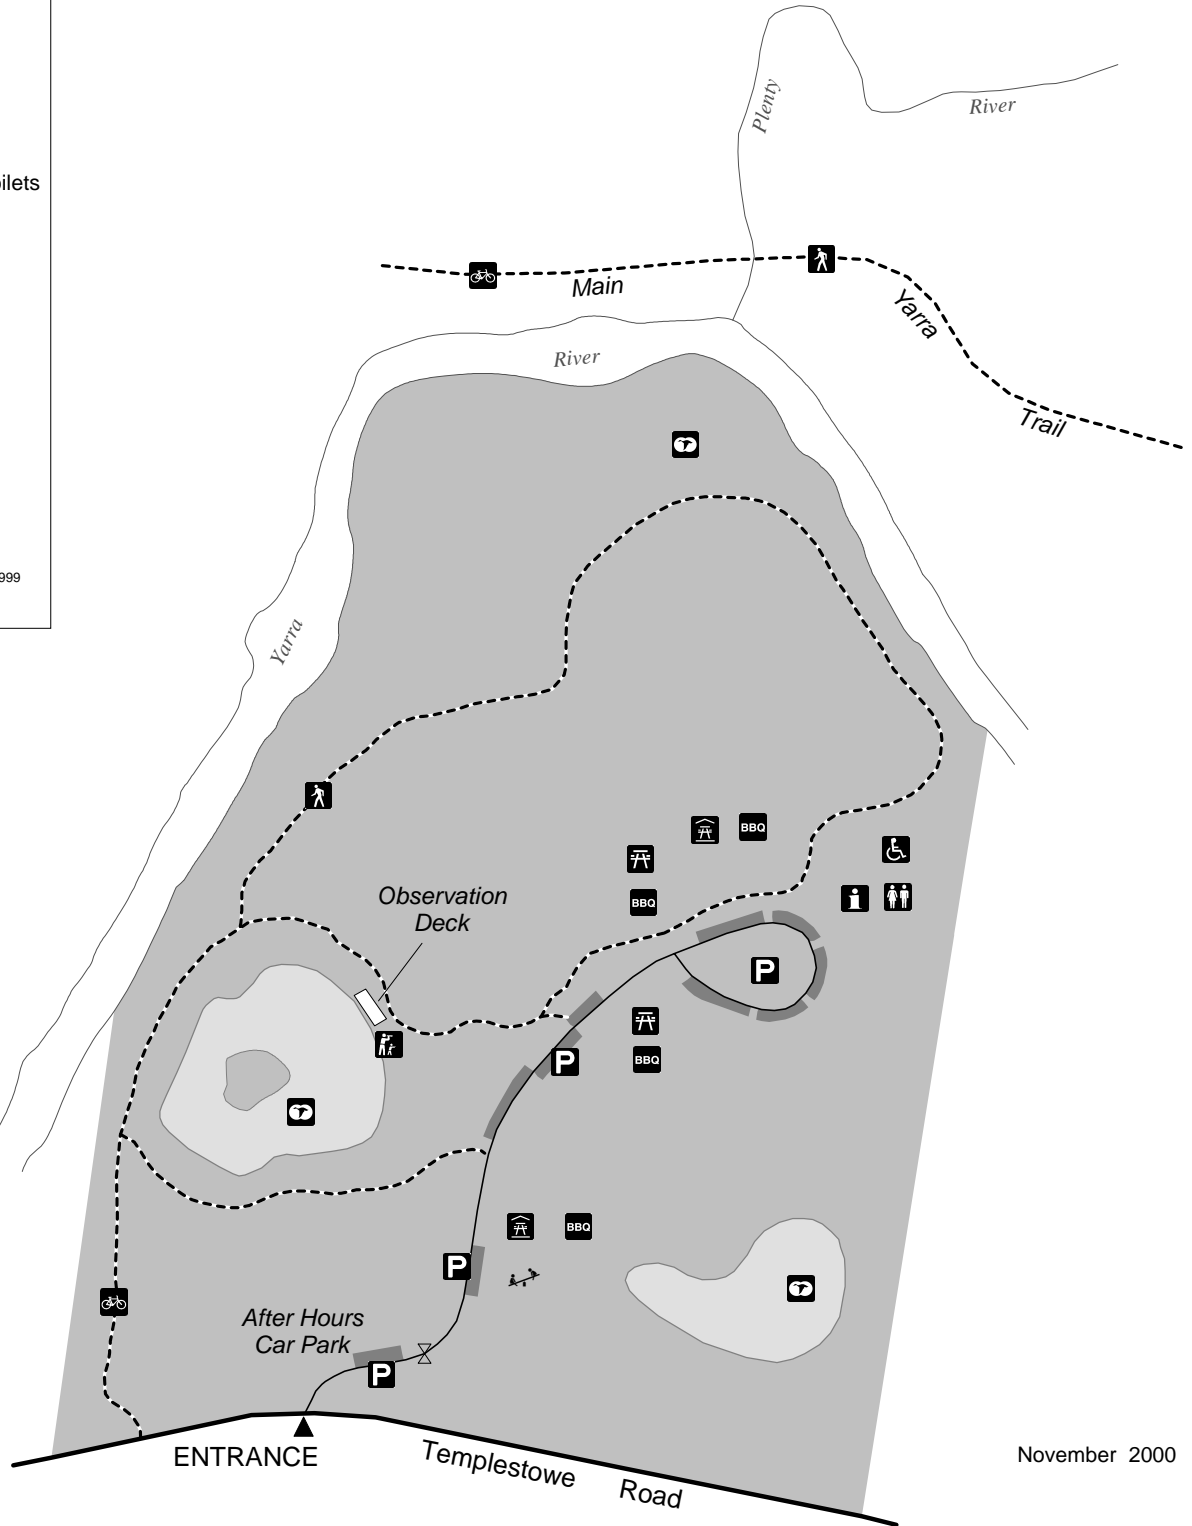 Plenty
River
Main
Yarra
Trail
River
Yarra
Observation
Deck
BBQ
BBQ
i
P
BBQ
P
BBQ
P
After Hours
Car Park
P
ENTRANCE
Templestowe Road
November 2000
999